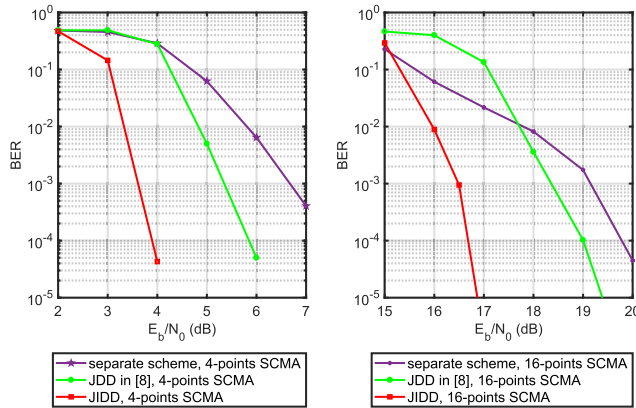 10^0
10^-1
10^-2
10^-3
10^-4
10^-5
BER
2 3 4 5 6 7
E_b/N_0 (dB)
separate scheme, 4-points SCMA
JDD in [8], 4-points SCMA
JIDD, 4-points SCMA
10^0
10^-1
10^-2
10^-3
10^-4
10^-5
BER
15 16 17 18 19 20
E_b/N_0 (dB)
separate scheme, 16-points SCMA
JDD in [8], 16-points SCMA
JIDD, 16-points SCMA